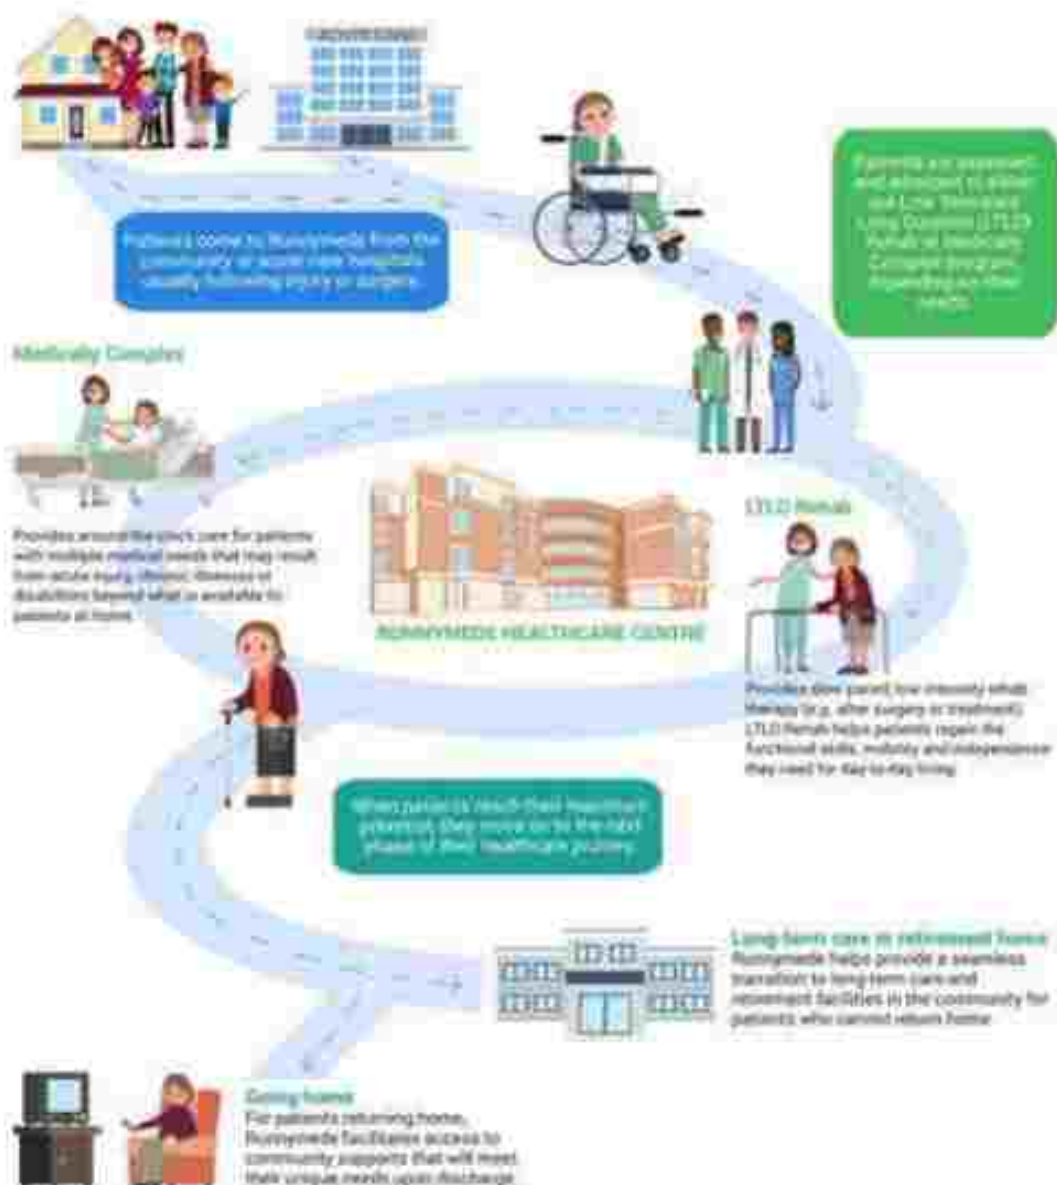 Patients come to Runnymede from the
community or acute care hospitals
usually following injury or surgery.
Patients are assessed
and admitted to either
our Low Tolerance
Long Duration (LTLD)
Rehab or Medically
Complex program
depending on their
needs.
Medically Complex
Provides around-the-clock care for patients
with multiple medical needs that may result
from acute injury, chronic illnesses or
disabilities beyond what is available to
patients at home
RUNNYMEDE HEALTHCARE CENTRE
LTLD Rehab
Provides slow paced, low intensity rehab
therapy (e.g. after surgery or treatment).
LTLD Rehab helps patients regain the
functional skills, mobility and independence
they need for day-to-day living
When patients reach their maximum
potential, they move on to the next
phase of their healthcare journey
Long-term care or retirement home
Runnymede helps provide a seamless
transition to long-term care and
retirement facilities in the community for
patients who cannot return home
Going home
For patients returning home,
Runnymede facilitates access to
community supports that will meet
their unique needs upon discharge